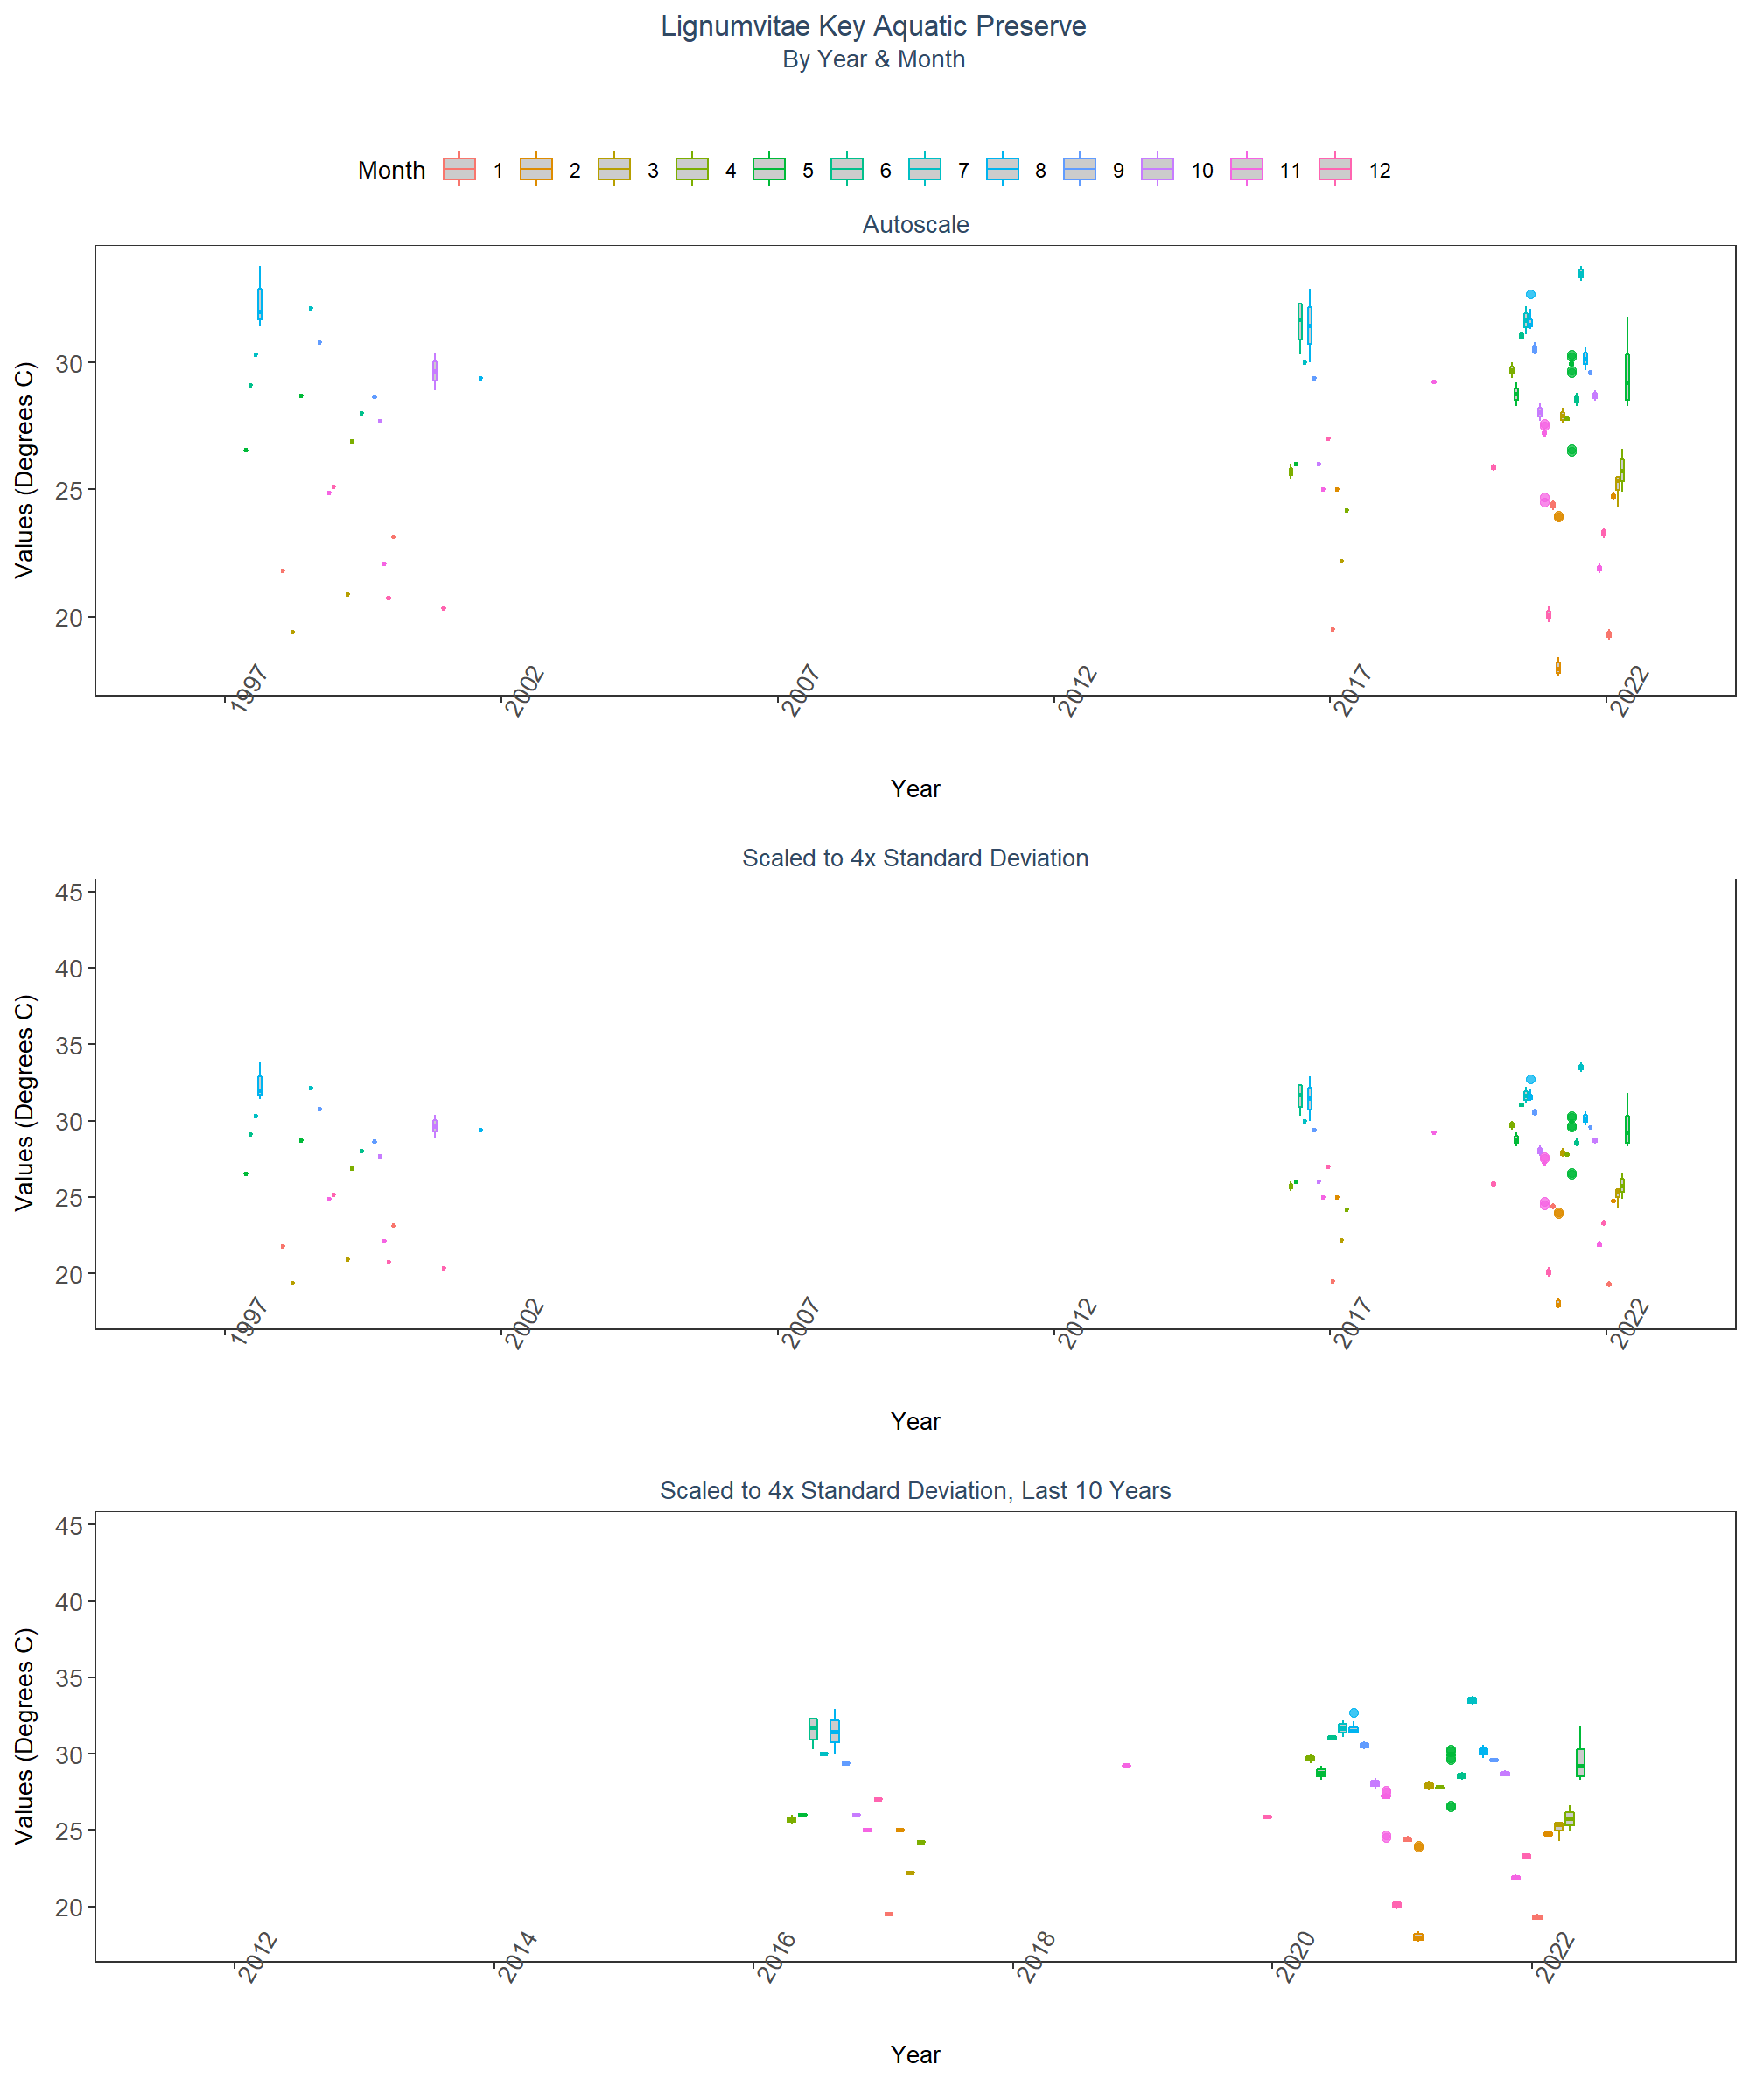 Lignumvitae Key Aquatic Preserve
By Year & Month
Month 1 2 3 4 5 6 7 8 9 10 11 12
Autoscale
Values (Degrees C)
30
25
20
1997 2002 2007 2012 2017 2022
Year
Scaled to 4x Standard Deviation
Values (Degrees C)
45
40
35
30
25
20
1997 2002 2007 2012 2017 2022
Year
Scaled to 4x Standard Deviation, Last 10 Years
Values (Degrees C)
45
40
35
30
25
20
2012 2014 2016 2018 2020 2022
Year